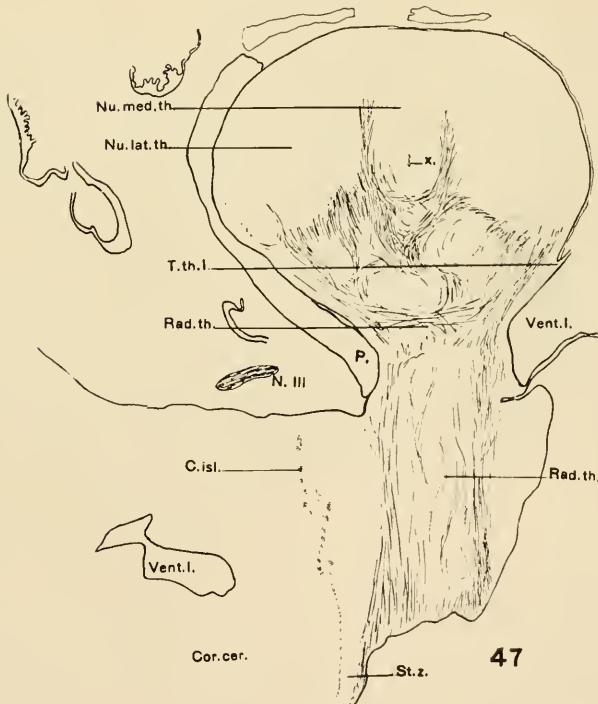 Nu.med.th.
Nu.lat.th.
x.
T.th.l.
Rad.th.
P.
Vent.l.
N. III
C.isl.
Rad.th.
Vent.l.
Cor.cer.
47
St.z.